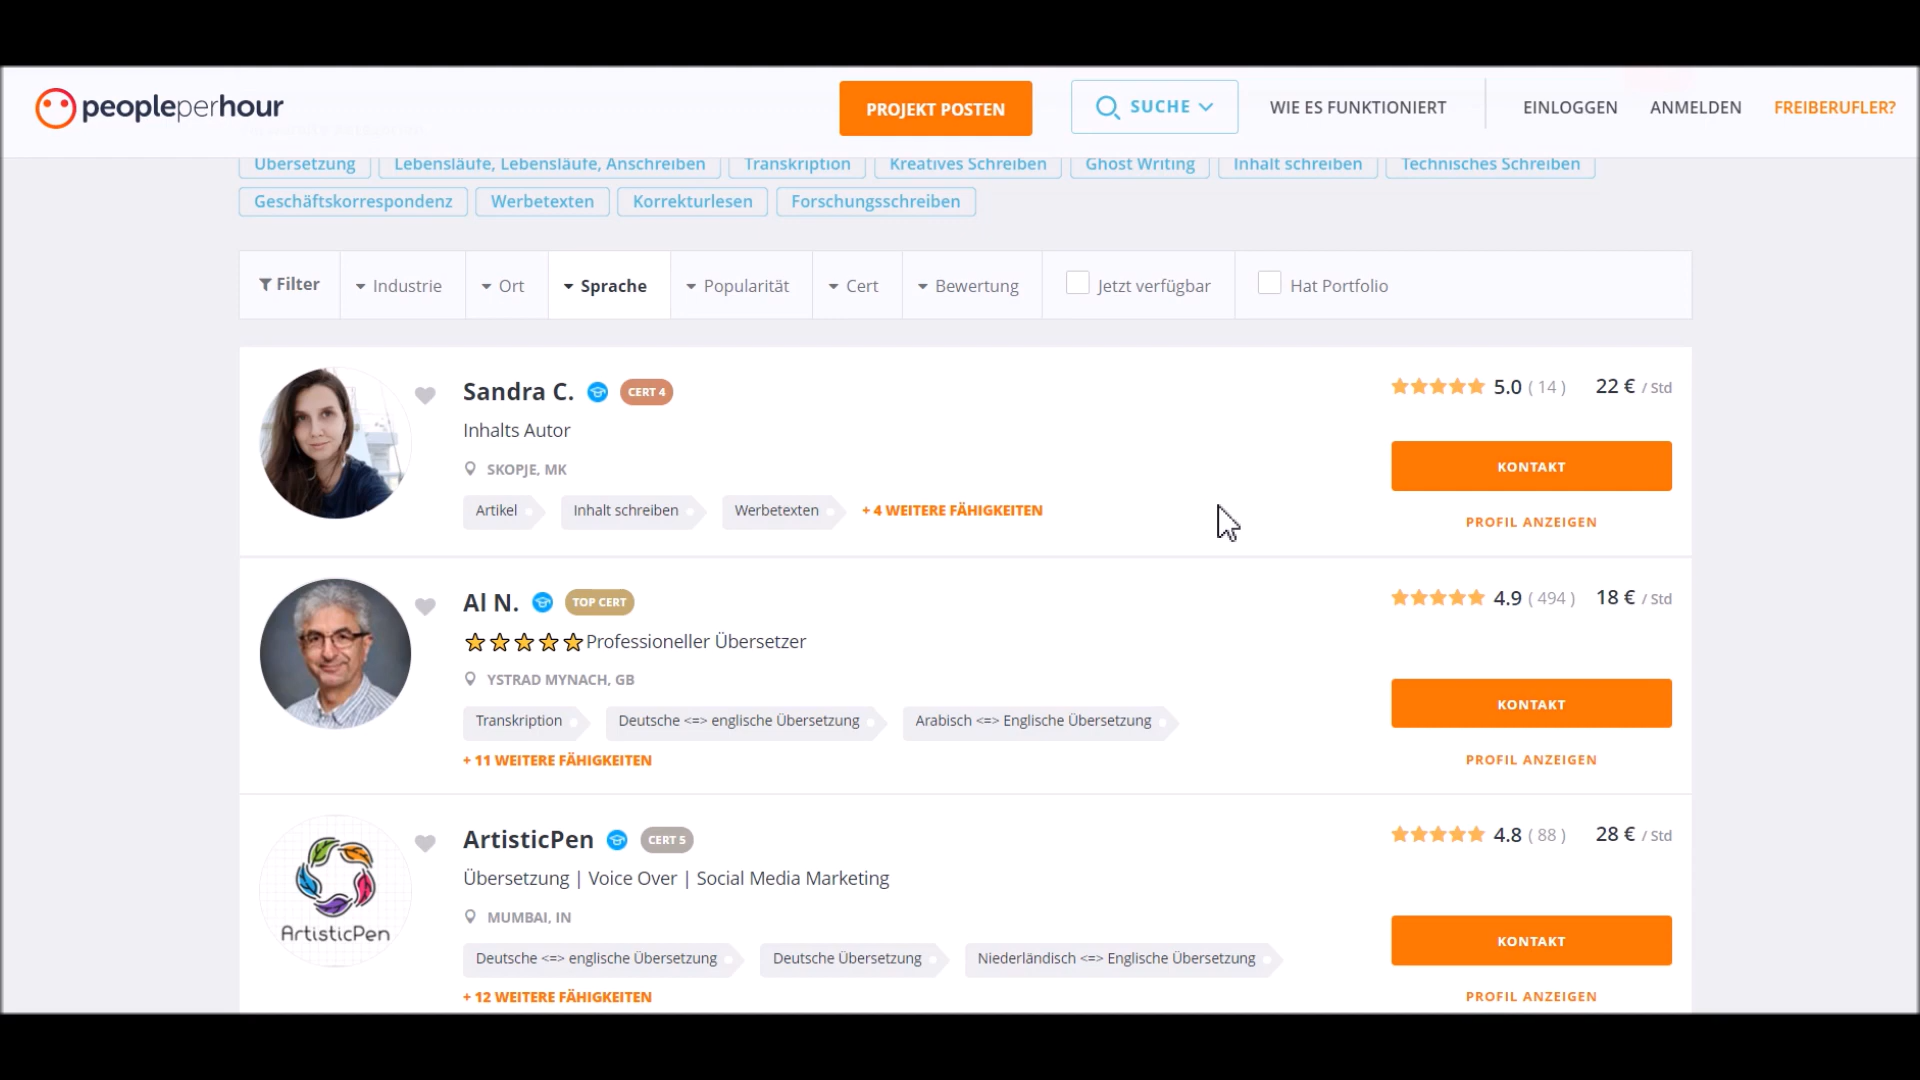 peopleperhour
PROJEKT POSTEN
SUCHE
WIE ES FUNKTIONIERT
EINLOGGEN
ANMELDEN
FREIBERUFLER?
Übersetzung
Lebensläufe, Lebensläufe, Anschreiben
Transkription
Kreatives Schreiben
Ghost Writing
Inhalt schreiben
Technisches Schreiben
Geschäftskorrespondenz
Werbetexten
Korrekturlesen
Forschungsschreiben
Filter
Industrie
Ort
Sprache
Popularität
Cert
Bewertung
Jetzt verfügbar
Hat Portfolio
Sandra C.
CERT 4
5.0 ( 14 )
22 € / Std
Inhalts Autor
SKOPJE, MK
KONTAKT
Artikel
Inhalt schreiben
Werbetexten
+ 4 WEITERE FÄHIGKEITEN
PROFIL ANZEIGEN
Al N.
TOP CERT
4.9 ( 494 )
18 € / Std
Professioneller Übersetzer
YSTRAD MYNACH, GB
KONTAKT
Transkription
Deutsche <=> englische Übersetzung
Arabisch <=> Englische Übersetzung
+ 11 WEITERE FÄHIGKEITEN
PROFIL ANZEIGEN
ArtisticPen
CERT 5
4.8 ( 88 )
28 € / Std
Übersetzung | Voice Over | Social Media Marketing
MUMBAI, IN
ArtisticPen
KONTAKT
Deutsche <=> englische Übersetzung
Deutsche Übersetzung
Niederländisch <=> Englische Übersetzung
+ 12 WEITERE FÄHIGKEITEN
PROFIL ANZEIGEN